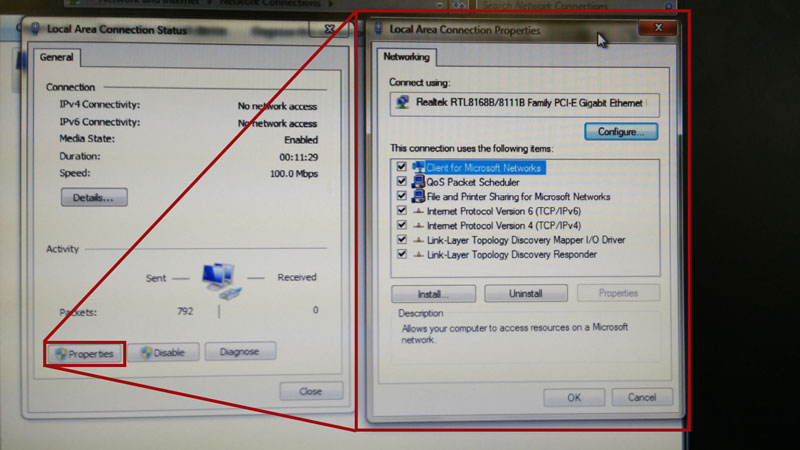 Network and Internet
Network Connections
Search Network Connections
Local Area Connection Status
General
Connection
IPv4 Connectivity:
No network access
IPv6 Connectivity:
No network access
Media State:
Enabled
Duration:
00:11:29
Speed:
100.0 Mbps
Details...
Activity
Sent
Received
Packets:
792
0
Properties
Disable
Diagnose
Close
Local Area Connection Properties
Networking
Connect using:
Realtek RTL8168B/8111B Family PCI-E Gigabit Ethernet
Configure...
This connection uses the following items:
Client for Microsoft Networks
QoS Packet Scheduler
File and Printer Sharing for Microsoft Networks
Internet Protocol Version 6 (TCP/IPv6)
Internet Protocol Version 4 (TCP/IPv4)
Link-Layer Topology Discovery Mapper I/O Driver
Link-Layer Topology Discovery Responder
Install...
Uninstall
Properties
Description
Allows your computer to access resources on a Microsoft
network.
OK
Cancel